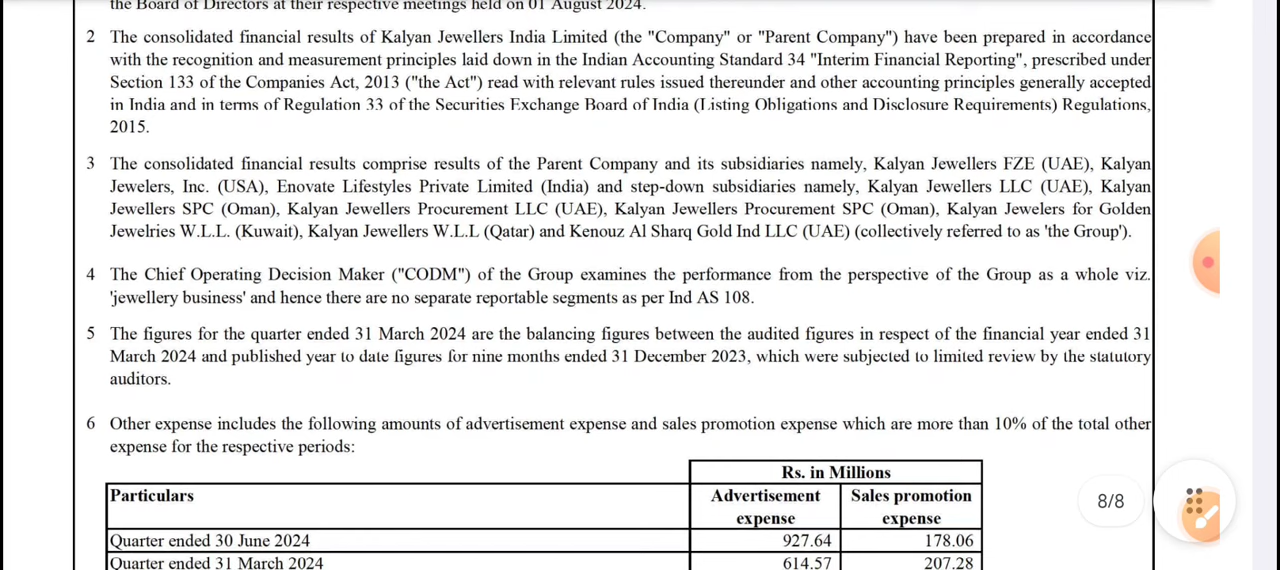 the Board of Directors at their respective meetings held on 01 August 2024.
2 The consolidated financial results of Kalyan Jewellers India Limited (the "Company" or "Parent Company") have been prepared in accordance
with the recognition and measurement principles laid down in the Indian Accounting Standard 34 "Interim Financial Reporting", prescribed under
Section 133 of the Companies Act, 2013 ("the Act") read with relevant rules issued thereunder and other accounting principles generally accepted
in India and in terms of Regulation 33 of the Securities Exchange Board of India (Listing Obligations and Disclosure Requirements) Regulations,
2015.
3 The consolidated financial results comprise results of the Parent Company and its subsidiaries namely, Kalyan Jewellers FZE (UAE), Kalyan
Jewelers, Inc. (USA), Enovate Lifestyles Private Limited (India) and step-down subsidiaries namely, Kalyan Jewellers LLC (UAE), Kalyan
Jewellers SPC (Oman), Kalyan Jewellers Procurement LLC (UAE), Kalyan Jewellers Procurement SPC (Oman), Kalyan Jewelers for Golden
Jewelries W.L.L. (Kuwait), Kalyan Jewellers W.L.L (Qatar) and Kenouz Al Sharq Gold Ind LLC (UAE) (collectively referred to as 'the Group').
4 The Chief Operating Decision Maker ("CODM") of the Group examines the performance from the perspective of the Group as a whole viz.
'jewellery business' and hence there are no separate reportable segments as per Ind AS 108.
5 The figures for the quarter ended 31 March 2024 are the balancing figures between the audited figures in respect of the financial year ended 31
March 2024 and published year to date figures for nine months ended 31 December 2023, which were subjected to limited review by the statutory
auditors.
6 Other expense includes the following amounts of advertisement expense and sales promotion expense which are more than 10% of the total other
expense for the respective periods:
Rs. in Millions
Particulars Advertisement expense Sales promotion expense
Quarter ended 30 June 2024 927.64 178.06
Quarter ended 31 March 2024 614.57 207.28
8/8